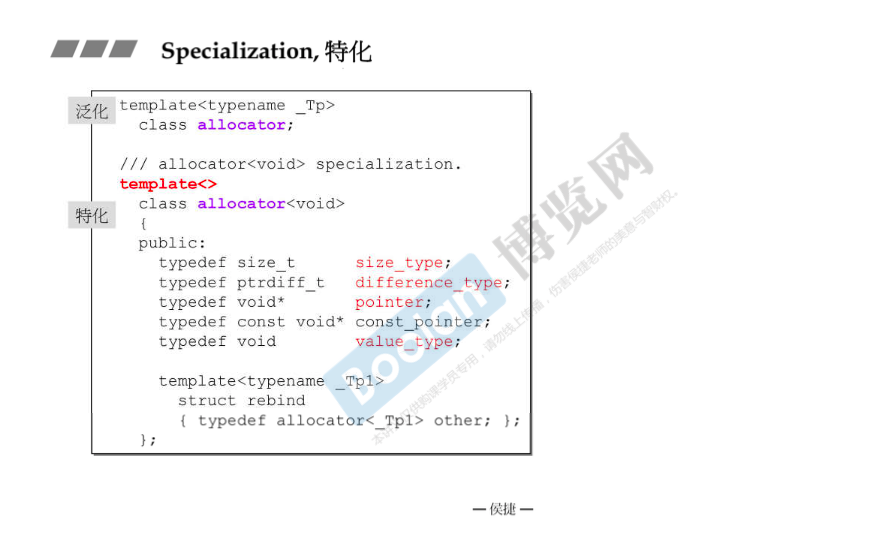 Specialization, 特化
泛化
template<typename _Tp>
class allocator;
/// allocator<void> specialization.
template<>
特化
class allocator<void>
{
public:
typedef size_t size_type;
typedef ptrdiff_t difference_type;
typedef void* pointer;
typedef const void* const_pointer;
typedef void value_type;
template<typename _Tp1>
struct rebind
{ typedef allocator<_Tp1> other; };
};
Boolan
博览网
— 侯捷 —